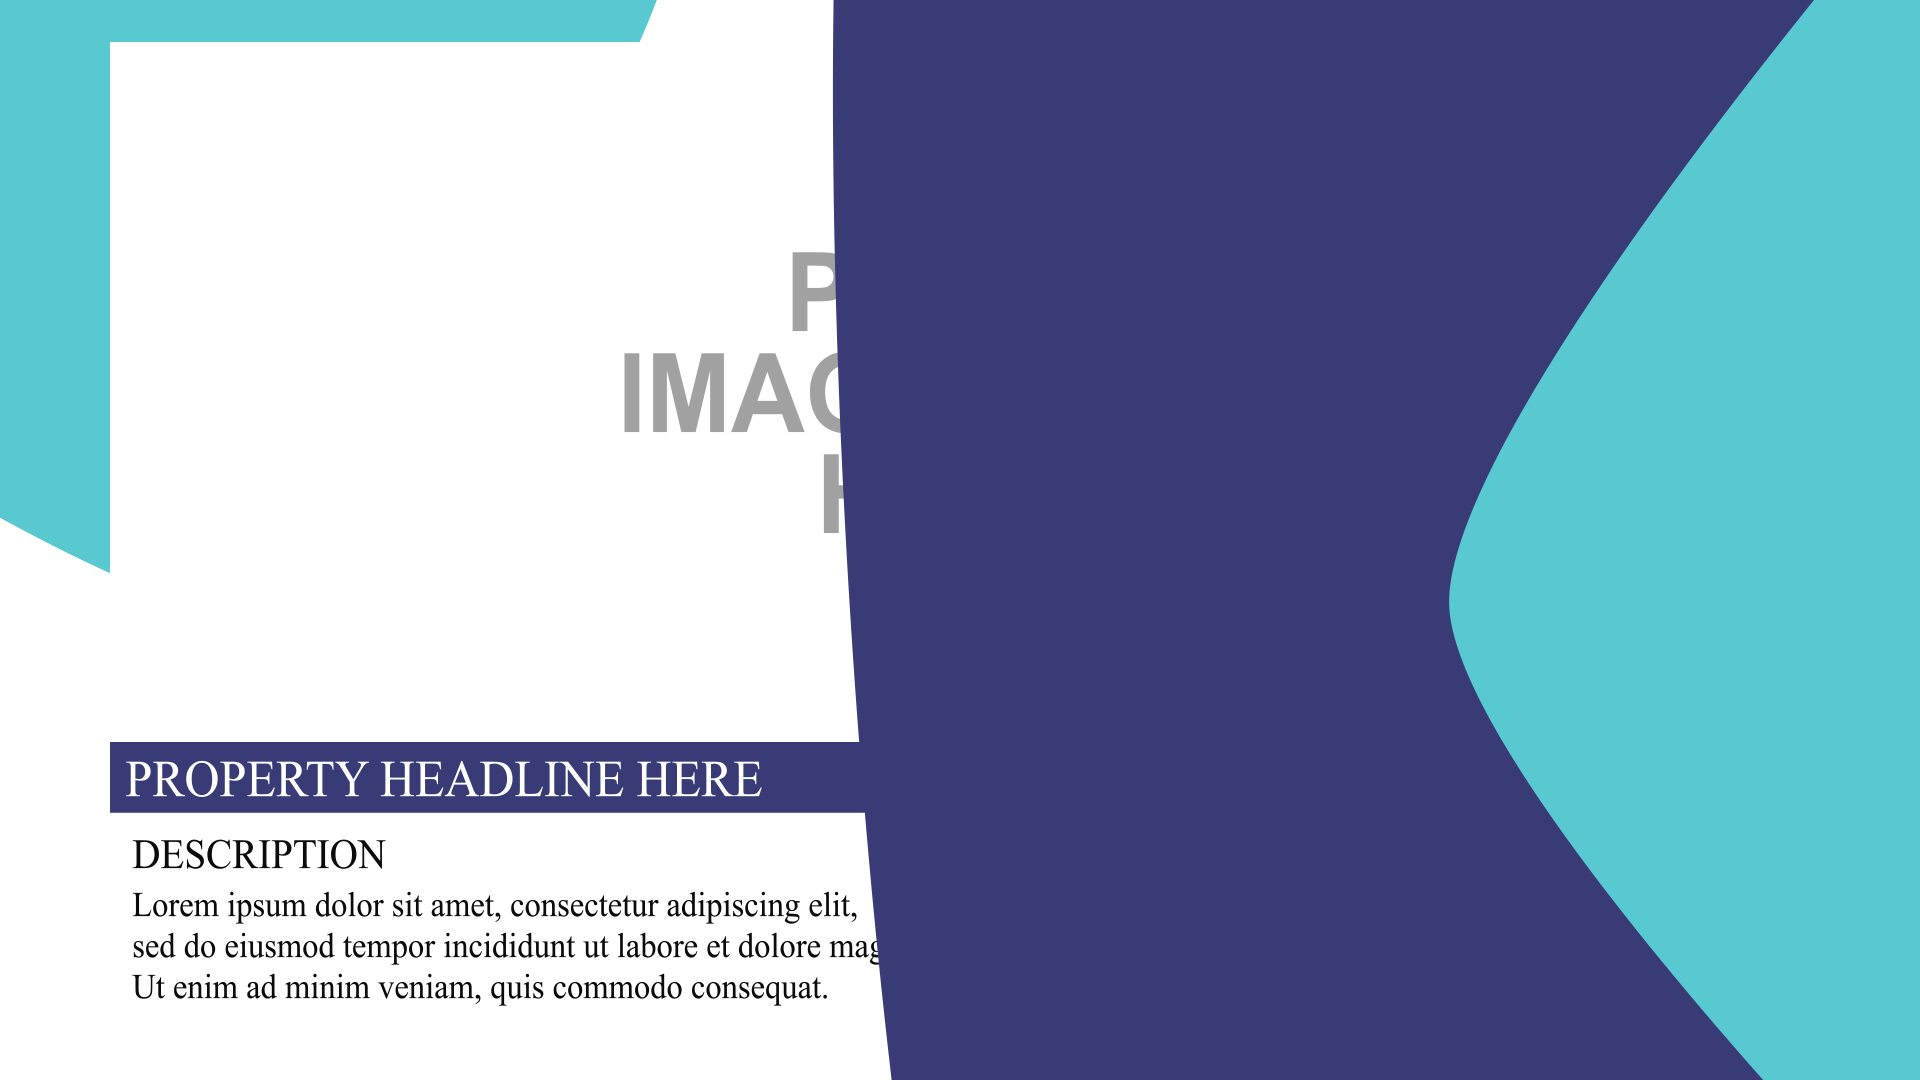 PROPERTY HEADLINE HERE
DESCRIPTION
Lorem ipsum dolor sit amet, consectetur adipiscing elit,
sed do eiusmod tempor incididunt ut labore et dolore
Ut enim ad minim veniam, quis commodo consequat.